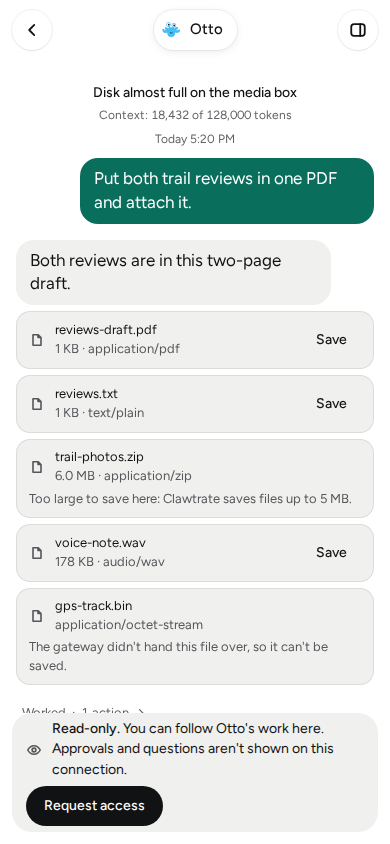 Otto
Disk almost full on the media box
Context: 18,432 of 128,000 tokens
Today 5:20 PM
Put both trail reviews in one PDF
and attach it.
Both reviews are in this two-page
draft.
reviews-draft.pdf
1 KB · application/pdf
Save
reviews.txt
1 KB · text/plain
Save
trail-photos.zip
6.0 MB · application/zip
Too large to save here: Clawtrate saves files up to 5 MB.
voice-note.wav
178 KB · audio/wav
Save
gps-track.bin
application/octet-stream
The gateway didn't hand this file over, so it can't be
saved.
Worked · 1 action
Read-only. You can follow Otto's work here.
Approvals and questions aren't shown on this
connection.
Request access